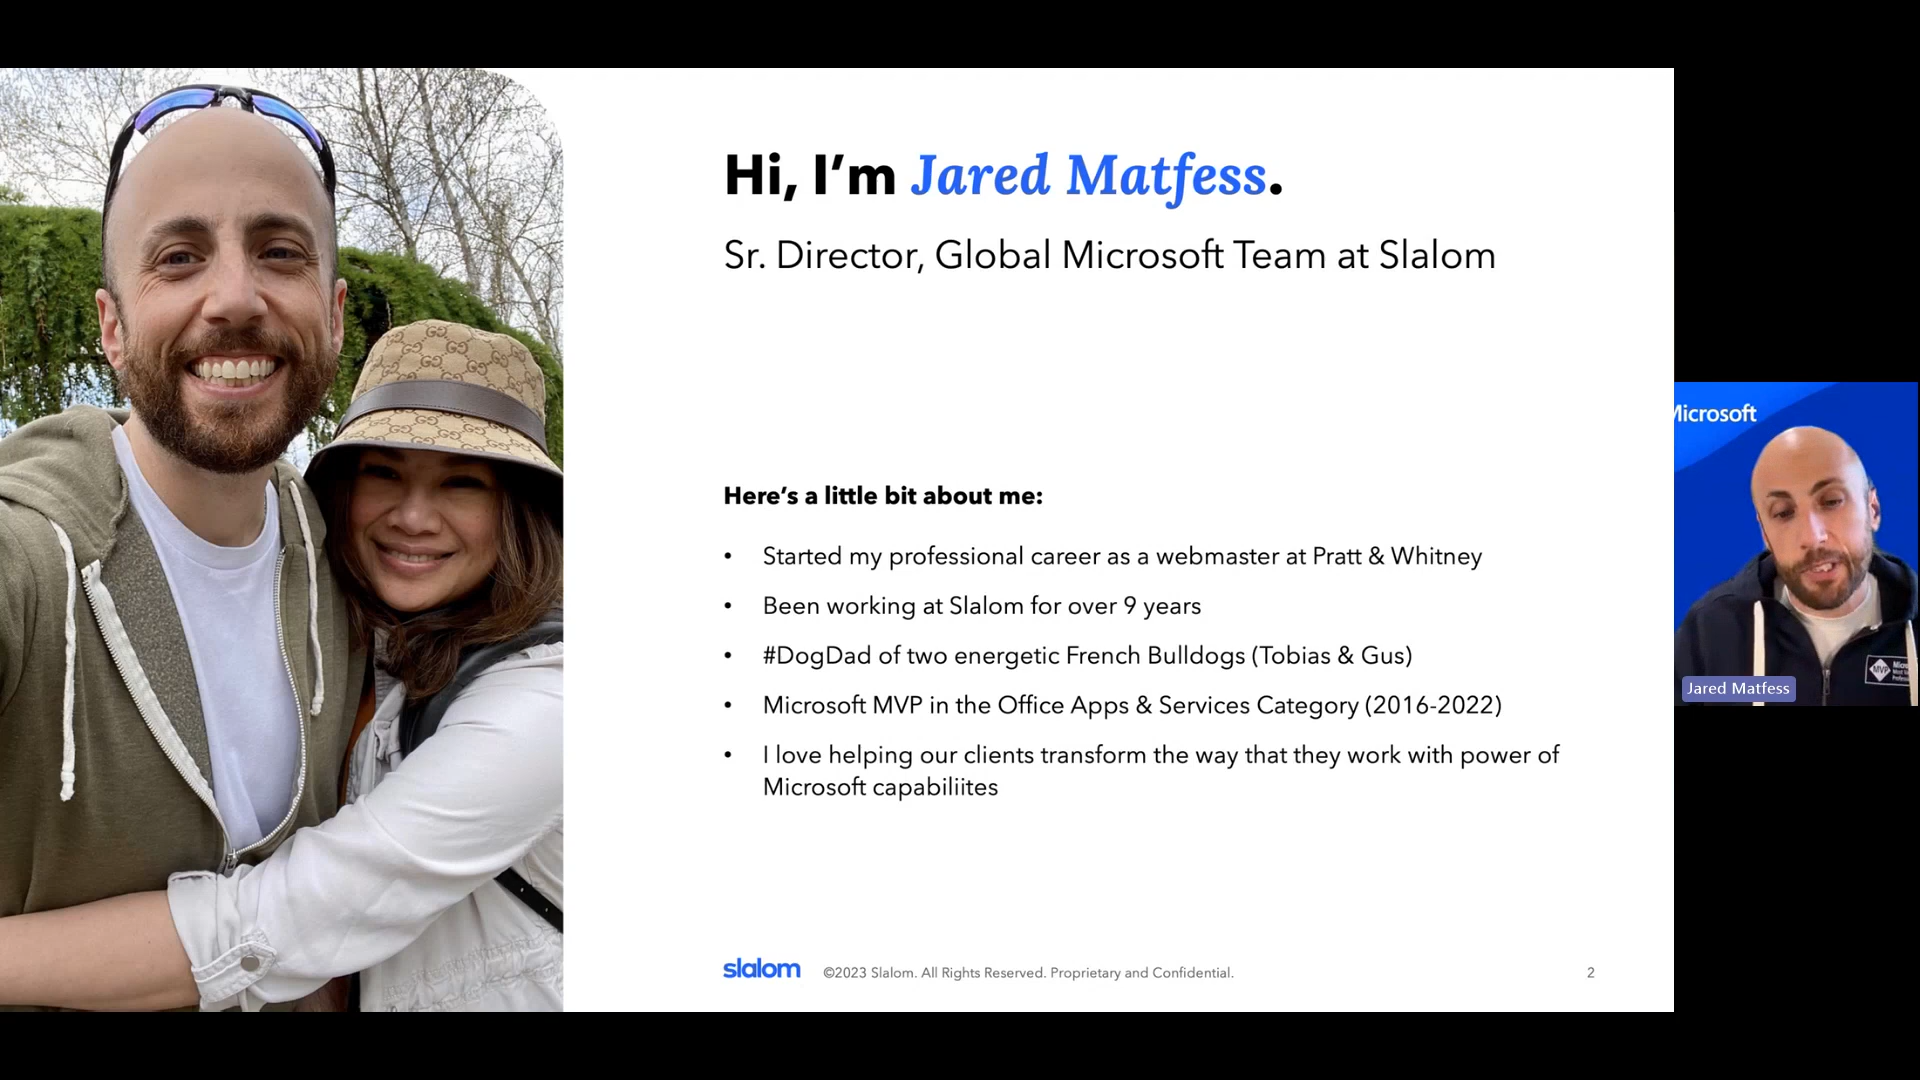 Hi, I’m Jared Matfess.
Sr. Director, Global Microsoft Team at Slalom
Here’s a little bit about me:
• Started my professional career as a webmaster at Pratt & Whitney
• Been working at Slalom for over 9 years
• #DogDad of two energetic French Bulldogs (Tobias & Gus)
• Microsoft MVP in the Office Apps & Services Category (2016-2022)
• I love helping our clients transform the way that they work with power of
Microsoft capabiliites
slalom ©2023 Slalom. All Rights Reserved. Proprietary and Confidential. 2
Microsoft
MVP
Jared Matfess